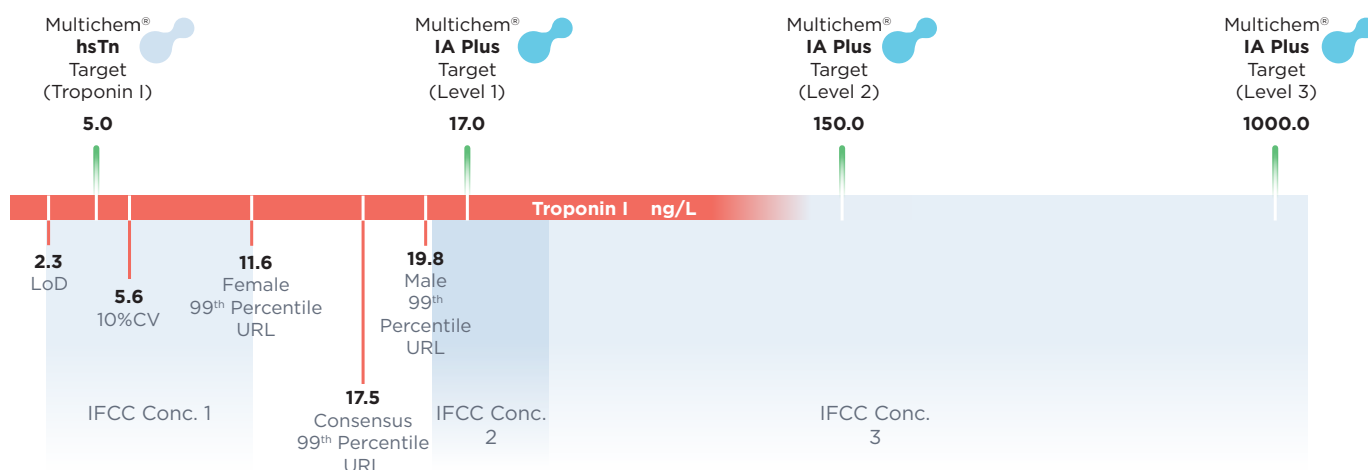 Multichem®
hsTn
Target
(Troponin I)
5.0
Multichem®
IA Plus
Target
(Level 1)
17.0
Multichem®
IA Plus
Target
(Level 2)
150.0
Multichem®
IA Plus
Target
(Level 3)
1000.0
Troponin I ng/L
2.3
LoD
5.6
10%CV
11.6
Female
99th Percentile
URL
17.5
Consensus
99th Percentile
URL
19.8
Male
99th
Percentile
URL
IFCC Conc. 1
IFCC Conc.
2
IFCC Conc.
3